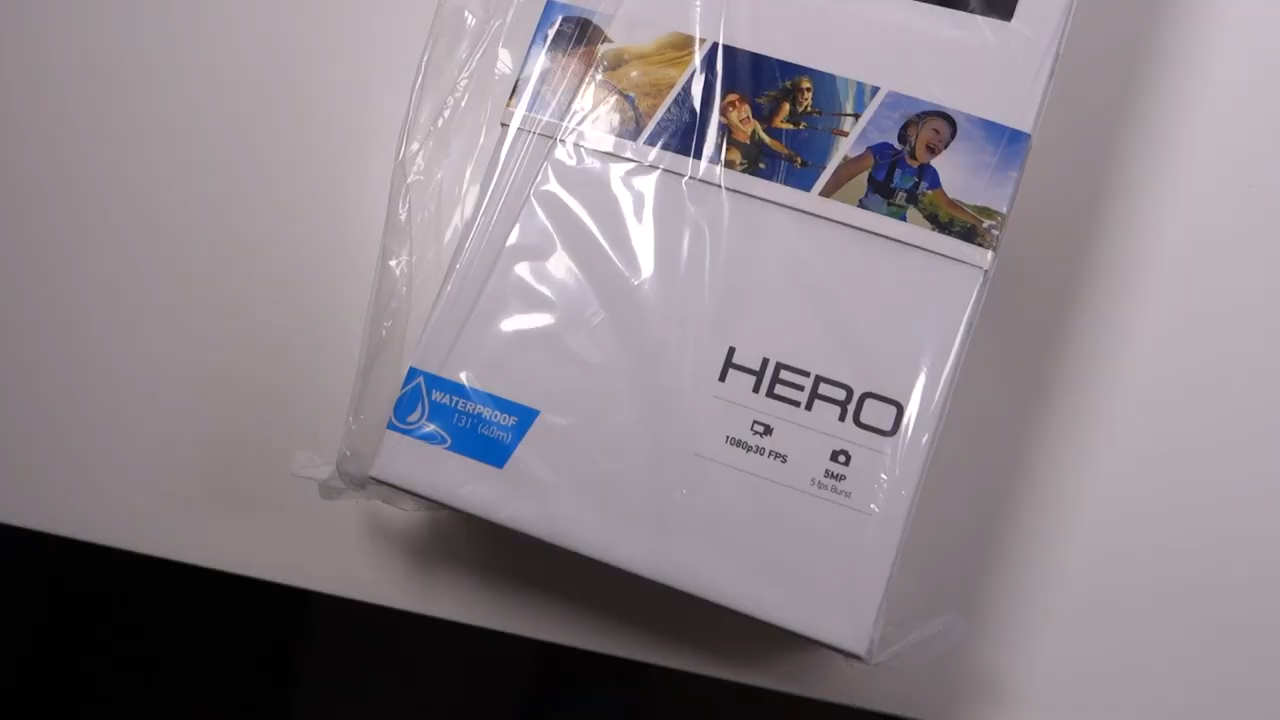 HERO
1080p30 FPS
5MP
5 fps Burst
WATERPROOF
131' (40m)